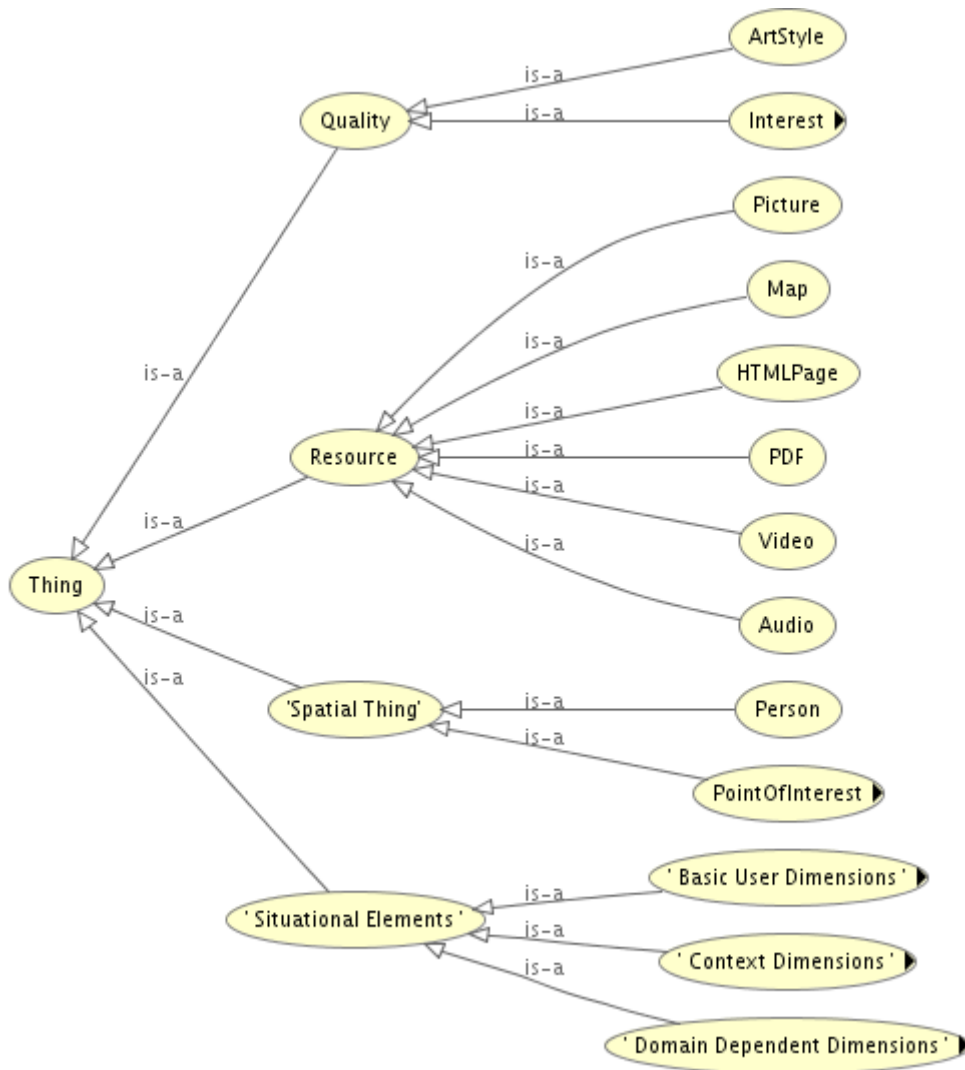 ArtStyle
is-a
Quality
is-a
Interest
Picture
is-a
Map
is-a
HTMLPage
is-a
is-a
Resource
is-a
PDF
is-a
is-a
Video
is-a
Thing
is-a
Audio
is-a
'Spatial Thing'
is-a
Person
is-a
PointOfInterest
' Basic User Dimensions '
is-a
' Situational Elements '
is-a
' Context Dimensions '
is-a
' Domain Dependent Dimensions '